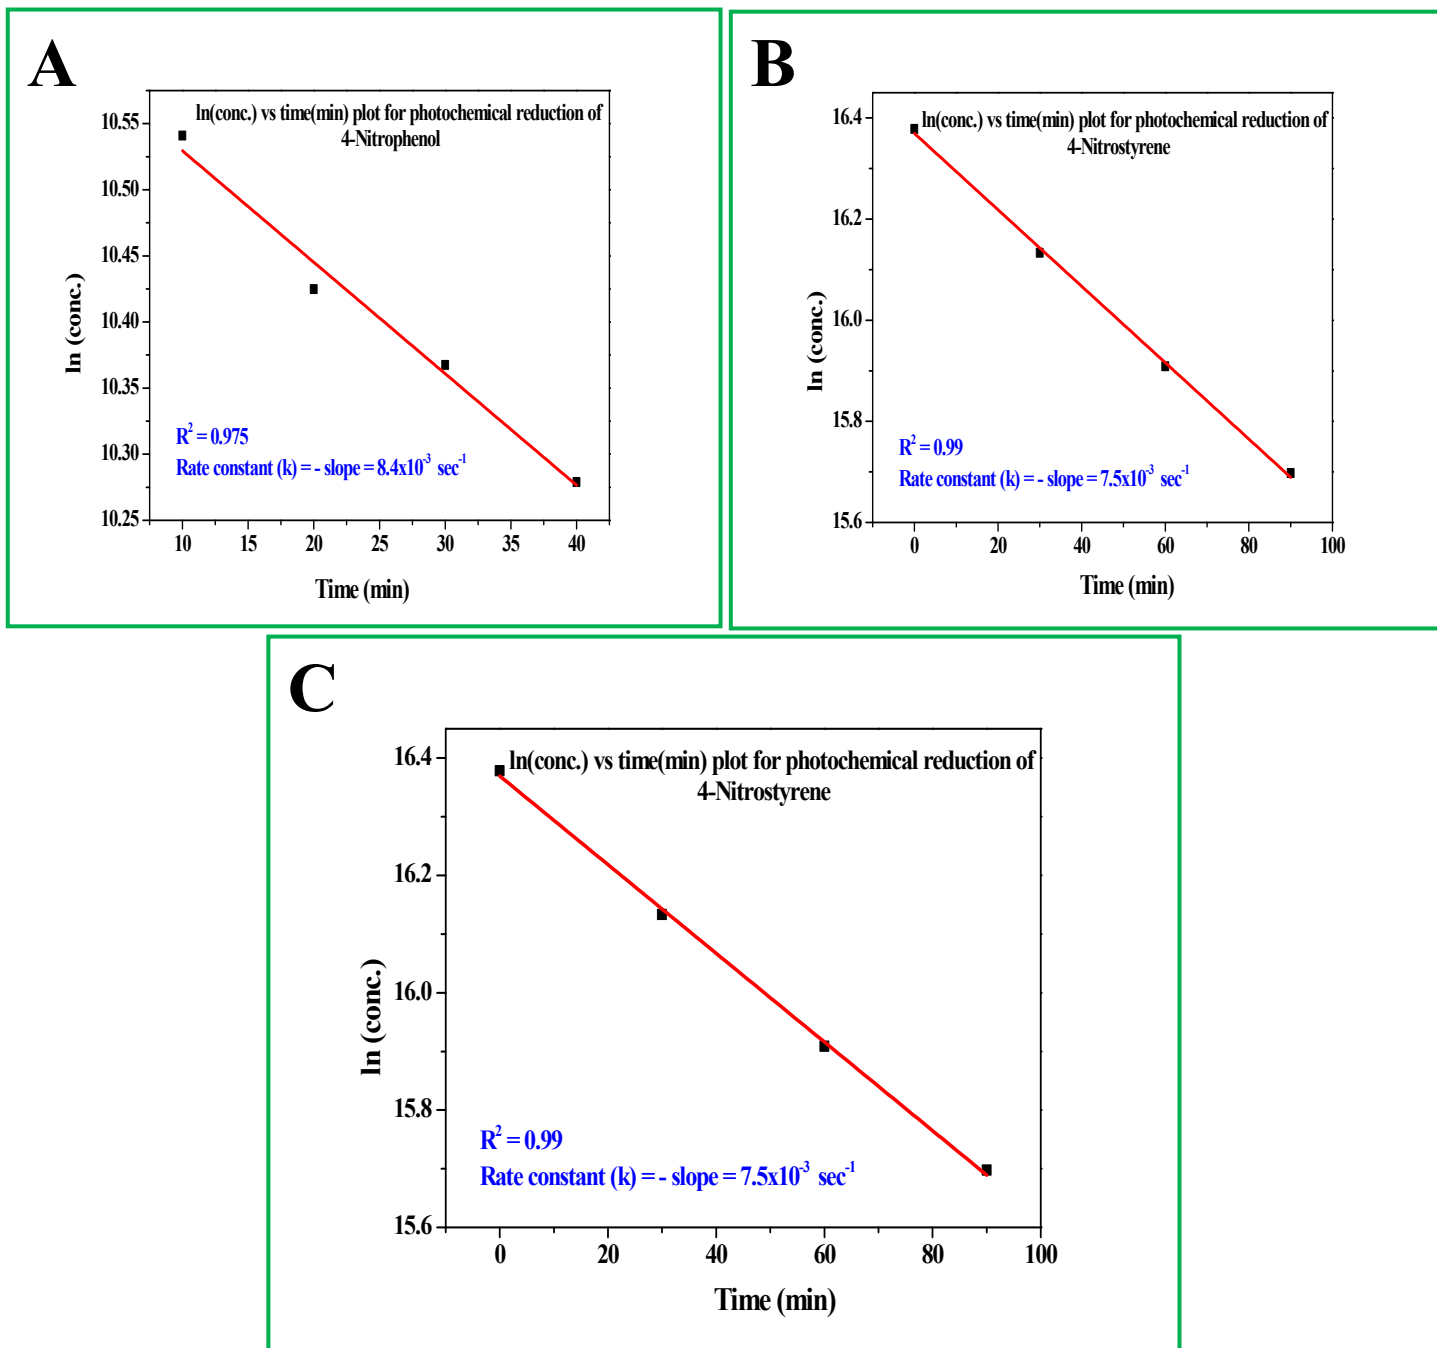 A
ln(conc.) vs time(min) plot for photochemical reduction of
4-Nitrophenol
10.55
10.50
10.45
10.40
10.35
10.30
10.25
ln (conc.)
R² = 0.975
Rate constant (k) = - slope = 8.4x10⁻³ sec⁻¹
10 15 20 25 30 35 40
Time (min)
B
ln(conc.) vs time(min) plot for photochemical reduction of
4-Nitrostyrene
16.4
16.2
16.0
15.8
15.6
ln (conc.)
R² = 0.99
Rate constant (k) = - slope = 7.5x10⁻³ sec⁻¹
0 20 40 60 80 100
Time (min)
C
ln(conc.) vs time(min) plot for photochemical reduction of
4-Nitrostyrene
16.4
16.2
16.0
15.8
15.6
ln (conc.)
R² = 0.99
Rate constant (k) = - slope = 7.5x10⁻³ sec⁻¹
0 20 40 60 80 100
Time (min)